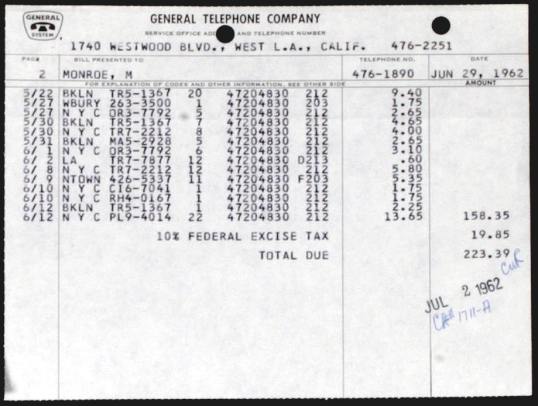 GENERAL TELEPHONE COMPANY
GENERAL SYSTEM
SERVICE OFFICE ADD AND TELEPHONE NUMBER
1740 WESTWOOD BLVD., WEST L.A., CALIF. 476-2251
PAGE BILL PRESENTED TO TELEPHONE NO. DATE
2 MONROE, M 476-1890 JUN 29, 1962
FOR EXPLANATION OF CODES AND OTHER INFORMATION, SEE OTHER SIDE AMOUNT
5/22 BKLN TR5-1367 20 47204830 212 9.40
5/27 WBURY 263-3500 1 47204830 203 1.75
5/27 N Y C OR3-7792 5 47204830 212 2.65
5/30 BKLN TR5-1367 7 47204830 212 4.65
5/30 N Y C TR7-2212 8 47204830 212 4.00
5/31 BKLN MA5-2928 5 47204830 212 2.65
6/ 1 N Y C OR3-7792 6 47204830 212 3.10
6/ 2 LA TR7-7877 12 47204830 D213 .60
6/ 8 N Y C TR7-2212 12 47204830 212 5.80
6/ 9 NTOWN 426-5337 11 47204830 F203 5.35
6/10 N Y C CI6-7041 1 47204830 212 1.75
6/10 N Y C RH4-0167 1 47204830 212 1.75
6/12 BKLN TR5-1367 1 47204830 212 2.25
6/12 N Y C PL9-4014 22 47204830 212 13.65 158.35
10% FEDERAL EXCISE TAX 19.85
TOTAL DUE 223.39
JUL 2 1962
1711-A